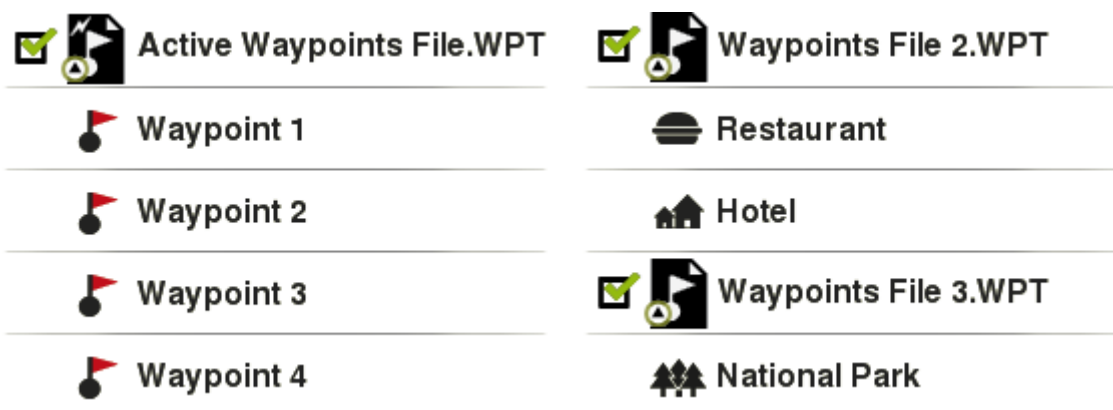 Active Waypoints File.WPT
Waypoint 1
Waypoint 2
Waypoint 3
Waypoint 4
Waypoints File 2.WPT
Restaurant
Hotel
Waypoints File 3.WPT
National Park